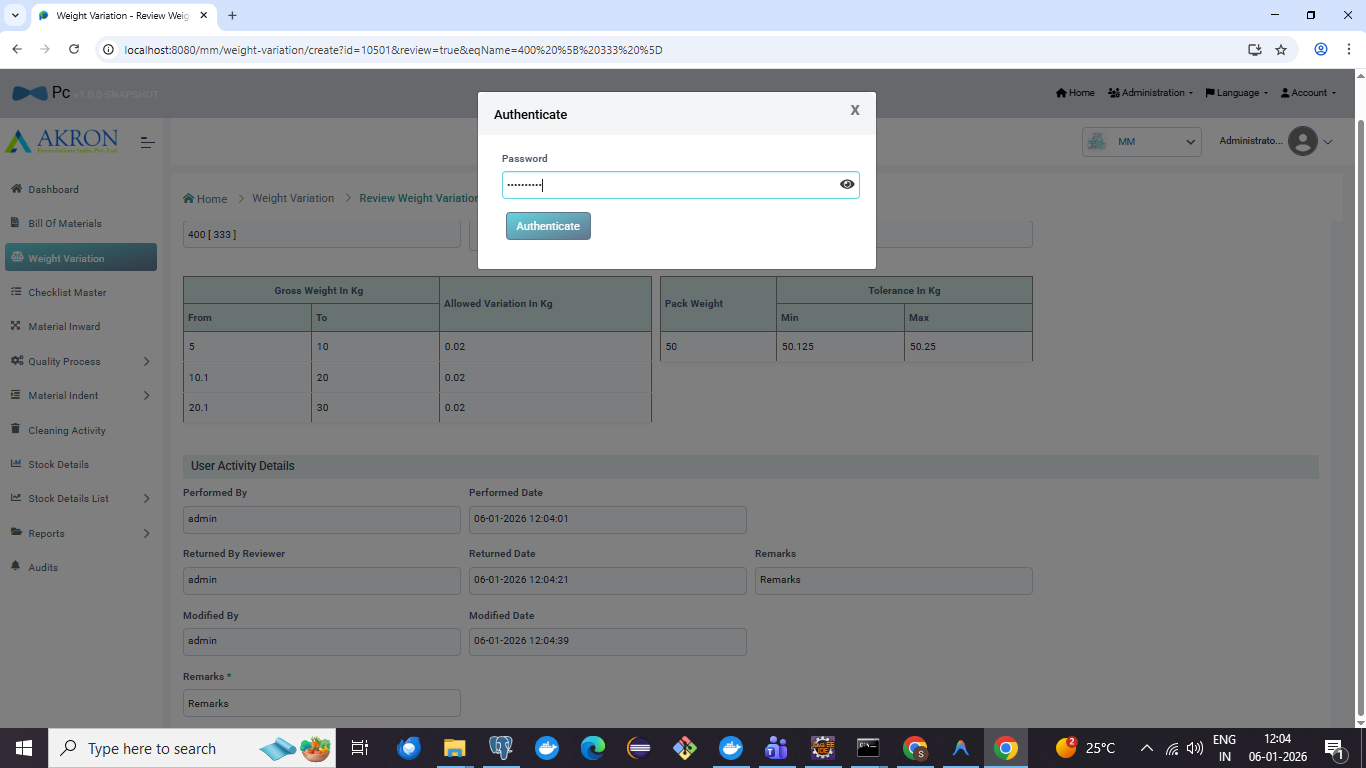 Weight Variation - Review Weig
localhost:8080/mm/weight-variation/create?id=10501&review=true&eqName=400%20%5B%20333%20%5D
Pc v1.0.0-SNAPSHOT
Home
Administration
Language
Account
AKRON
MM
Administrato...
Authenticate
X
Password
••••••••••
Authenticate
Dashboard
Bill Of Materials
Weight Variation
Checklist Master
Material Inward
Quality Process
Material Indent
Cleaning Activity
Stock Details
Stock Details List
Reports
Audits
Home > Weight Variation > Review Weight Variation
400 [ 333 ]
Gross Weight In Kg
Allowed Variation In Kg
From To
5 10 0.02
10.1 20 0.02
20.1 30 0.02
Pack Weight
Tolerance In Kg
Min Max
50 50.125 50.25
User Activity Details
Performed By Performed Date
admin 06-01-2026 12:04:01
Returned By Reviewer Returned Date Remarks
admin 06-01-2026 12:04:21 Remarks
Modified By Modified Date
admin 06-01-2026 12:04:39
Remarks *
Remarks
Type here to search
2
25°C
ENG
IN
12:04
06-01-2026
1